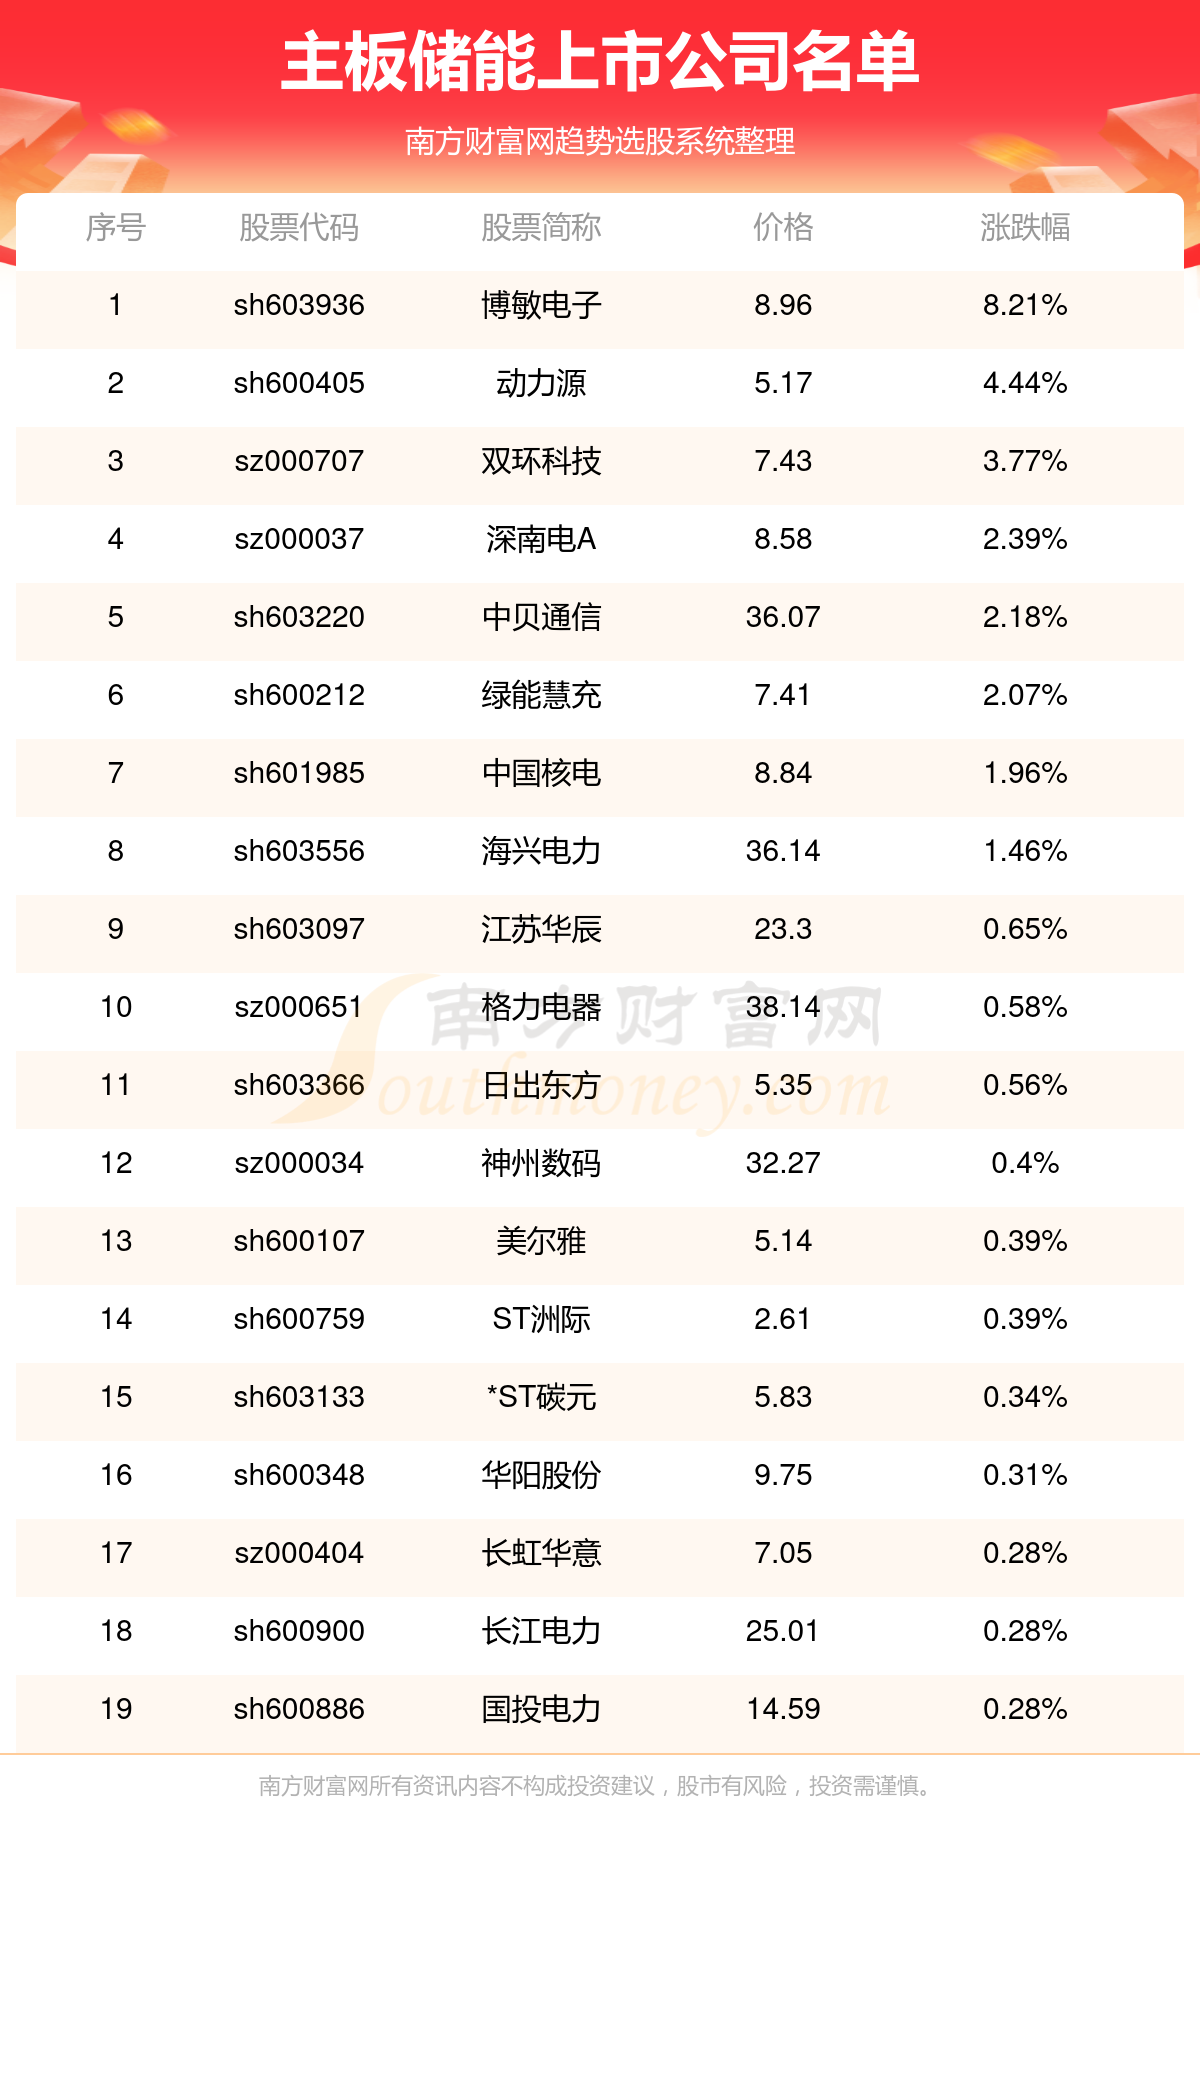 主板储能上市公司名单
南方财富网趋势选股系统整理
序号 股票代码 股票简称 价格 涨跌幅
1 sh603936 博敏电子 8.96 8.21%
2 sh600405 动力源 5.17 4.44%
3 sz000707 双环科技 7.43 3.77%
4 sz000037 深南电A 8.58 2.39%
5 sh603220 中贝通信 36.07 2.18%
6 sh600212 绿能慧充 7.41 2.07%
7 sh601985 中国核电 8.84 1.96%
8 sh603556 海兴电力 36.14 1.46%
9 sh603097 江苏华辰 23.3 0.65%
南方财富网
10 sz000651 格力电器 38.14 0.58%
Southmoney.com
11 sh603366 日出东方 5.35 0.56%
12 sz000034 神州数码 32.27 0.4%
13 sh600107 美尔雅 5.14 0.39%
14 sh600759 ST洲际 2.61 0.39%
15 sh603133 *ST碳元 5.83 0.34%
16 sh600348 华阳股份 9.75 0.31%
17 sz000404 长虹华意 7.05 0.28%
18 sh600900 长江电力 25.01 0.28%
19 sh600886 国投电力 14.59 0.28%
南方财富网所有资讯内容不构成投资建议，股市有风险，投资需谨慎。